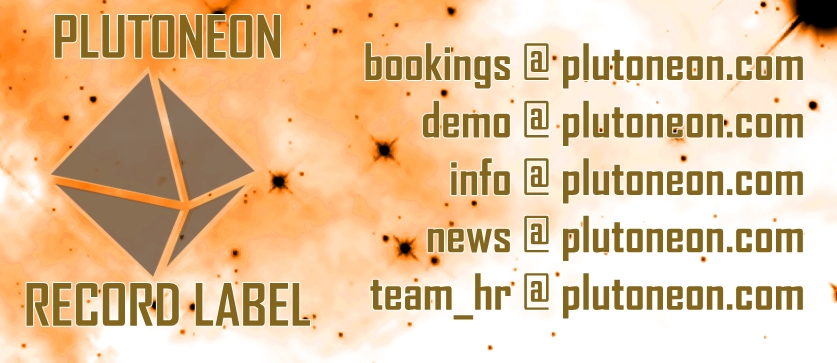 PLUTONEON
RECORD LABEL
bookings @ plutoneon.com
demo @ plutoneon.com
info @ plutoneon.com
news @ plutoneon.com
team_hr @ plutoneon.com